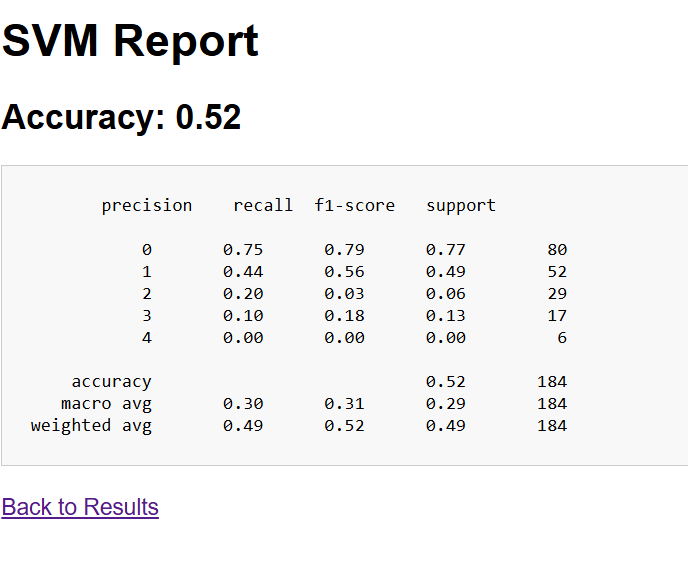 SVM Report
Accuracy: 0.52
precision recall f1-score support
0 0.75 0.79 0.77 80
1 0.44 0.56 0.49 52
2 0.20 0.03 0.06 29
3 0.10 0.18 0.13 17
4 0.00 0.00 0.00 6
accuracy 0.52 184
macro avg 0.30 0.31 0.29 184
weighted avg 0.49 0.52 0.49 184
Back to Results